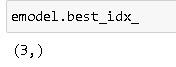 emodel.best_idx_
(3,)